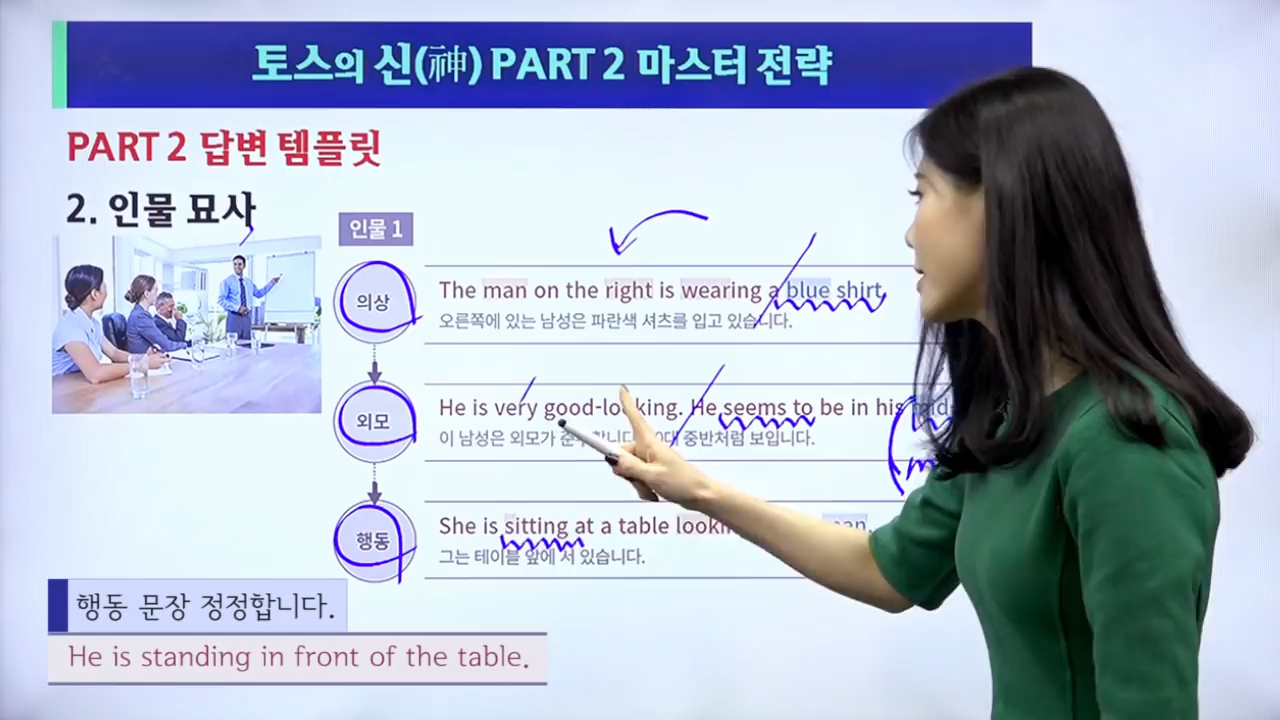 토스의 신(神) PART 2 마스터 전략
PART 2 답변 템플릿
2. 인물 묘사
인물 1
의상
The man on the right is wearing a blue shirt.
오른쪽에 있는 남성은 파란색 셔츠를 입고 있습니다.
외모
He is very good-looking. He seems to be in his
이 남성은 외모가 중반처럼 보입니다.
행동
She is sitting at a table
그는 테이블 앞에 서 있습니다.
행동 문장 정정합니다.
He is standing in front of the table.